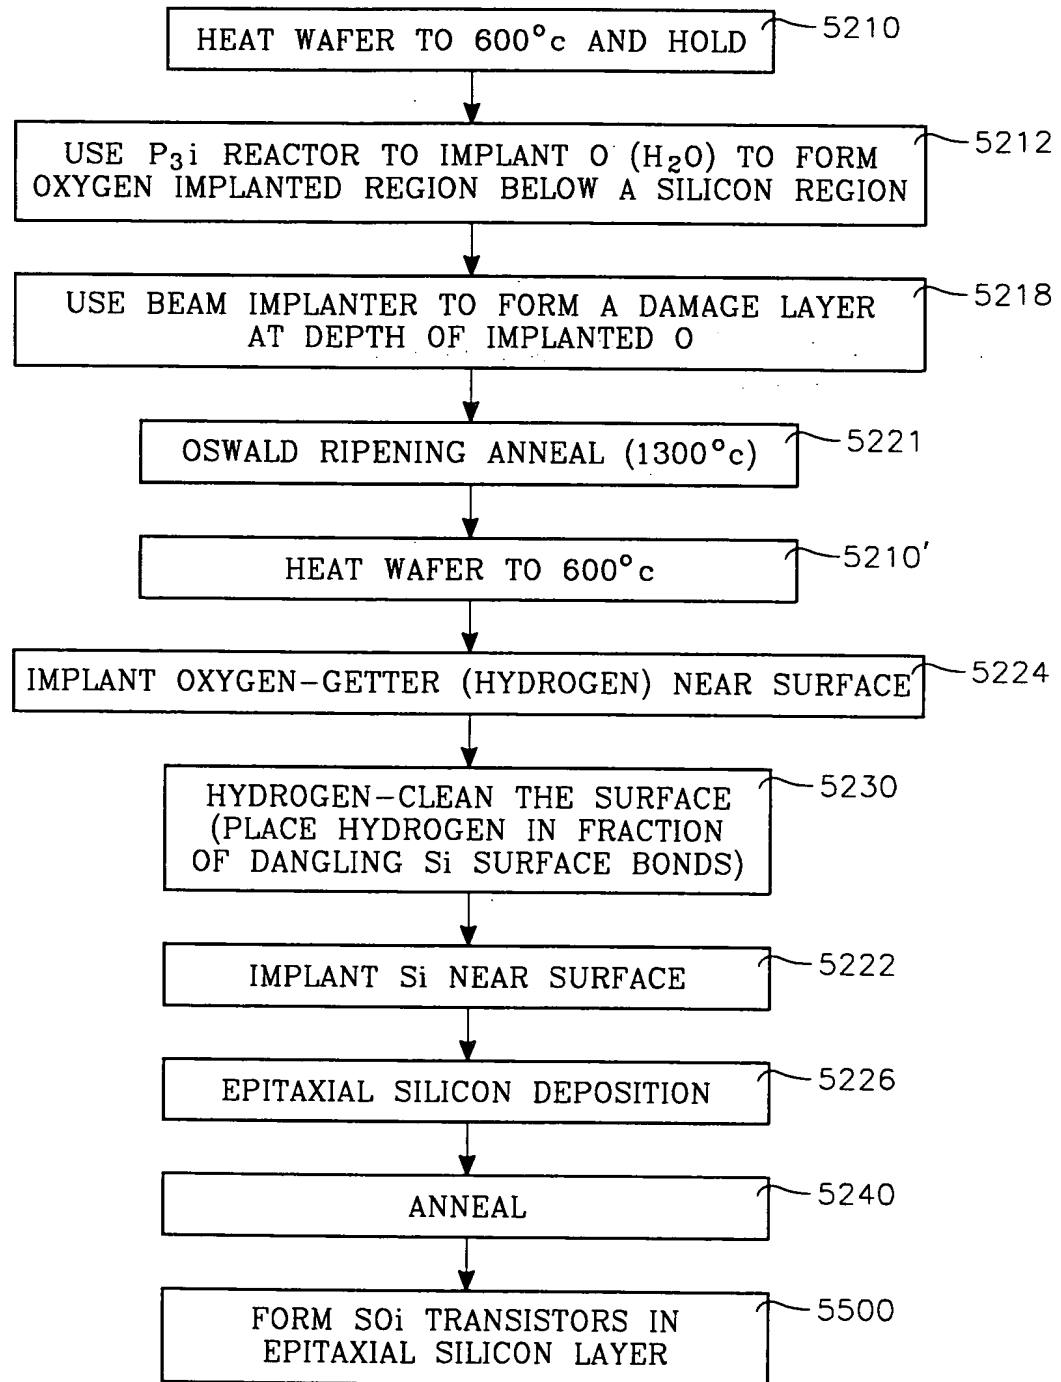 HEAT WAFER TO 600°c AND HOLD
5210
USE P₃i REACTOR TO IMPLANT O (H₂O) TO FORM
OXYGEN IMPLANTED REGION BELOW A SILICON REGION
5212
USE BEAM IMPLANTER TO FORM A DAMAGE LAYER
AT DEPTH OF IMPLANTED O
5218
OSWALD RIPENING ANNEAL (1300°c)
5221
HEAT WAFER TO 600°c
5210'
IMPLANT OXYGEN-GETTER (HYDROGEN) NEAR SURFACE
5224
HYDROGEN-CLEAN THE SURFACE
(PLACE HYDROGEN IN FRACTION
OF DANGLING Si SURFACE BONDS)
5230
IMPLANT Si NEAR SURFACE
5222
EPITAXIAL SILICON DEPOSITION
5226
ANNEAL
5240
FORM SOi TRANSISTORS IN
EPITAXIAL SILICON LAYER
5500